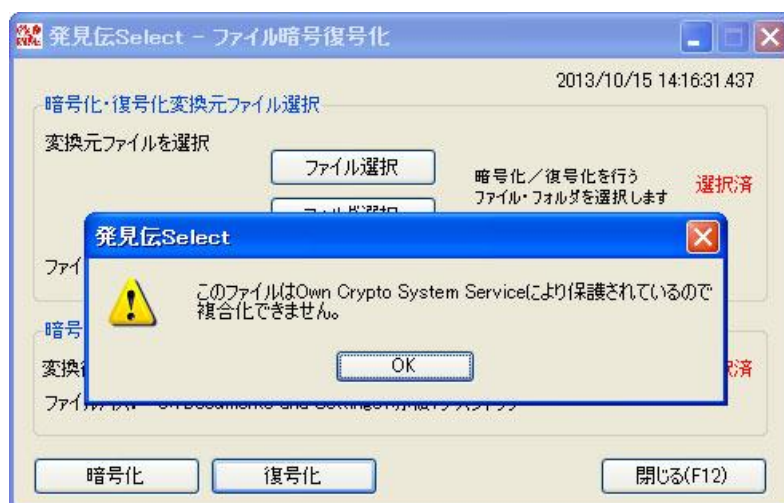 発見伝Select - ファイル暗号復号化
2013/10/15 14:16:31.437
暗号化・復号化変換元ファイル選択
変換元ファイルを選択
ファイル選択
暗号化／復号化を行う
ファイル・フォルダを選択します
選択済
発見伝Select
このファイルはOwn Crypto System Serviceにより保護されているので
複合化できません。
OK
暗号化
復号化
閉じる(F12)